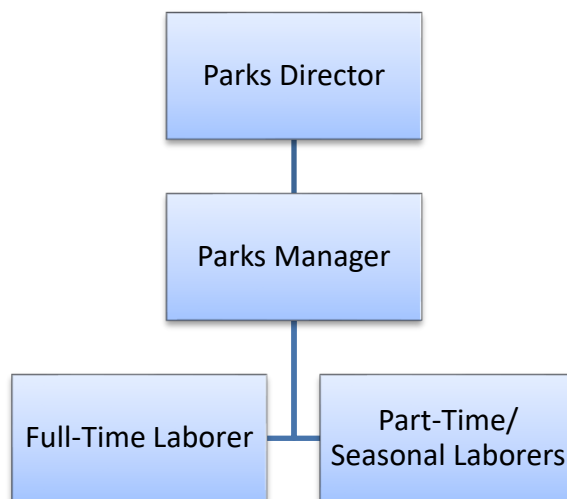 Parks Director
Parks Manager
Full-Time Laborer
Part-Time/
Seasonal Laborers